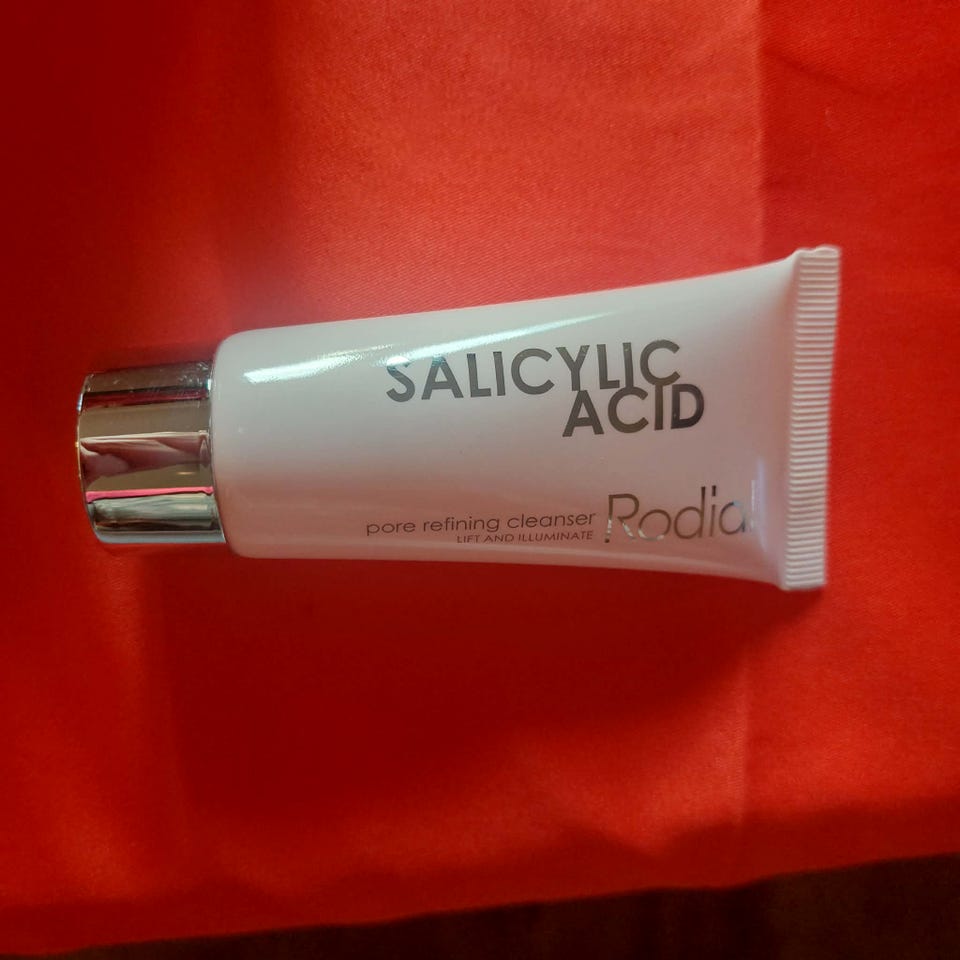 SALICYLIC
ACID
pore refining cleanser
LIFT AND ILLUMINATE
Rodial